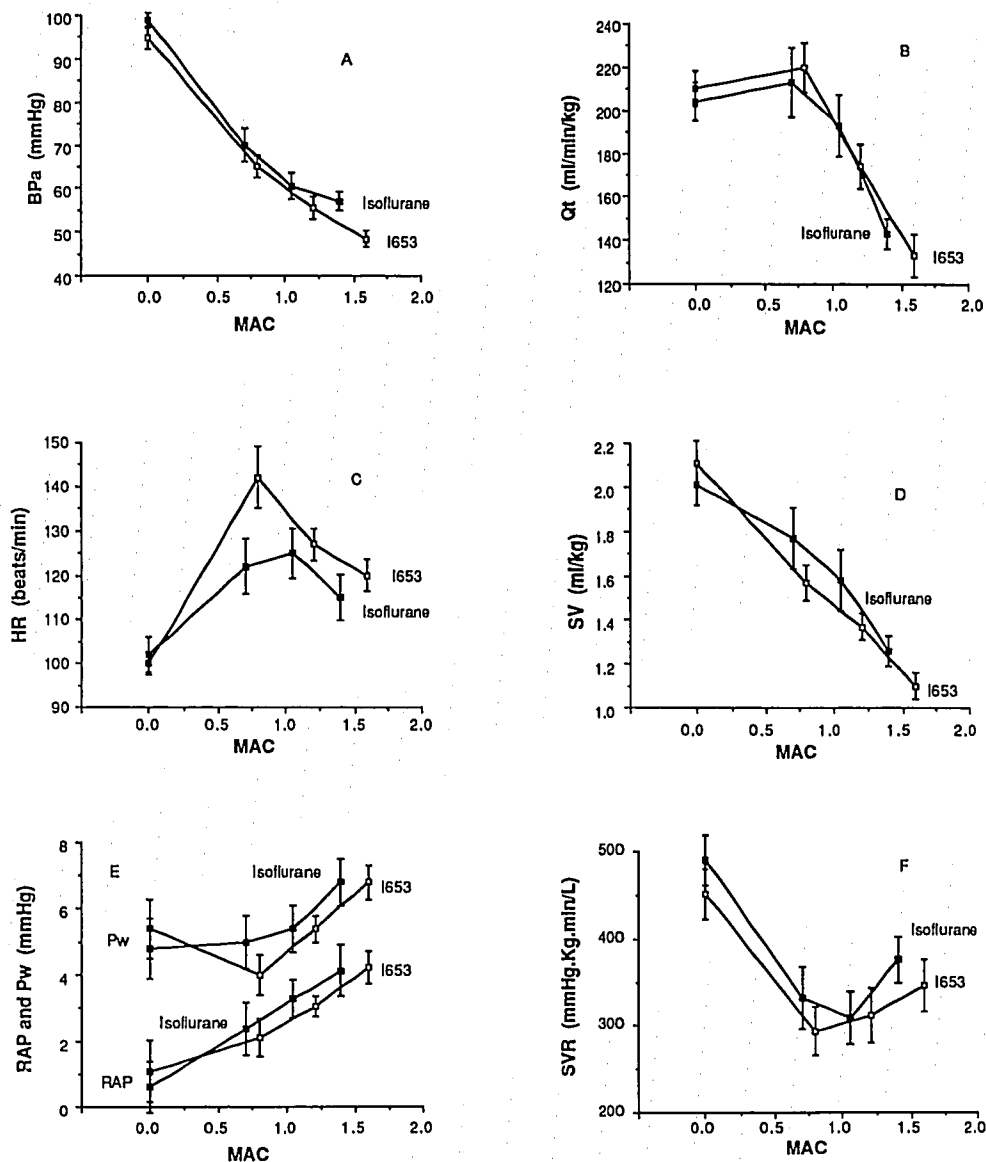 A
BPa (mmHg)
100
90
80
70
60
50
40
Isoflurane
I653
0.0 0.5 1.0 1.5 2.0
MAC
B
Qt (ml/min/kg)
220
200
180
160
140
120
Isoflurane
I653
0.0 0.5 1.0 1.5 2.0
MAC
C
HR (beats/min)
150
140
130
120
110
100
90
I653
Isoflurane
0.0 0.5 1.0 1.5 2.0
MAC
D
SV (ml/kg)
2.2
2.0
1.8
1.6
1.4
1.2
1.0
Isoflurane
I653
0.0 0.5 1.0 1.5 2.0
MAC
E
RAP and Pw (mmHg)
8
6
4
2
0
Isoflurane
I653
Pw
I653
Isoflurane
RAP
0.0 0.5 1.0 1.5 2.0
MAC
F
SVR (mmHg.Kg.min/L)
500
400
300
200
Isoflurane
I653
0.0 0.5 1.0 1.5 2.0
MAC